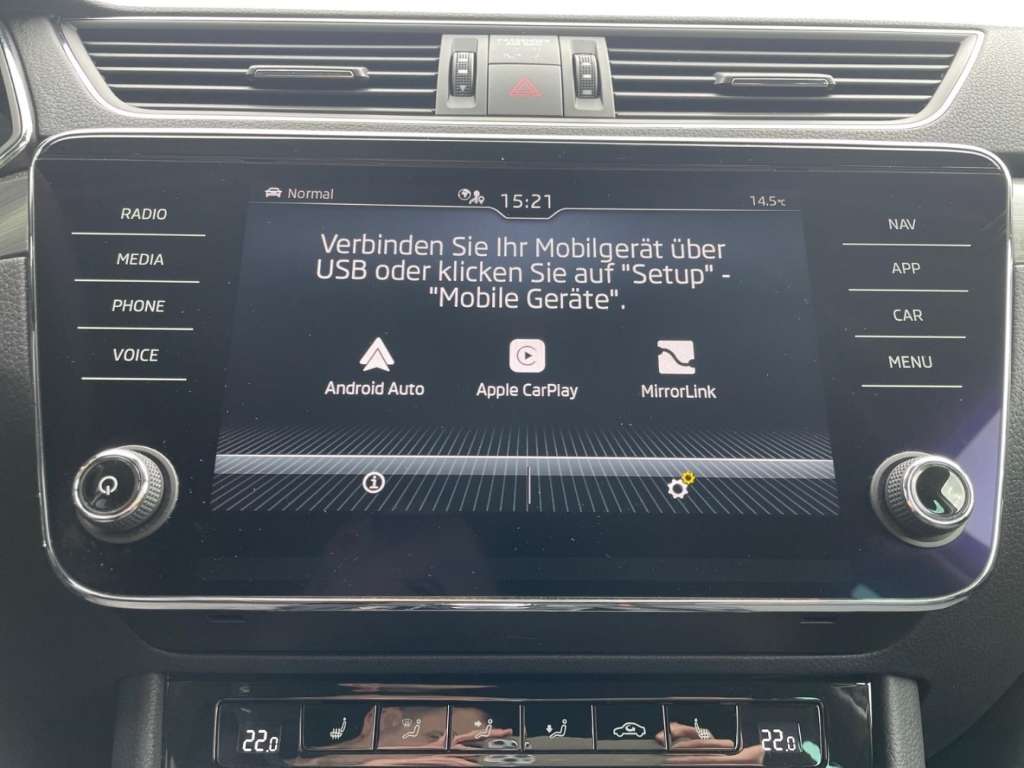 Normal
15:21
14.5°C
RADIO
MEDIA
PHONE
VOICE
Verbinden Sie Ihr Mobilgerät über
USB oder klicken Sie auf "Setup" -
"Mobile Geräte".
Android Auto
Apple CarPlay
MirrorLink
NAV
APP
CAR
MENU
22.0
22.0